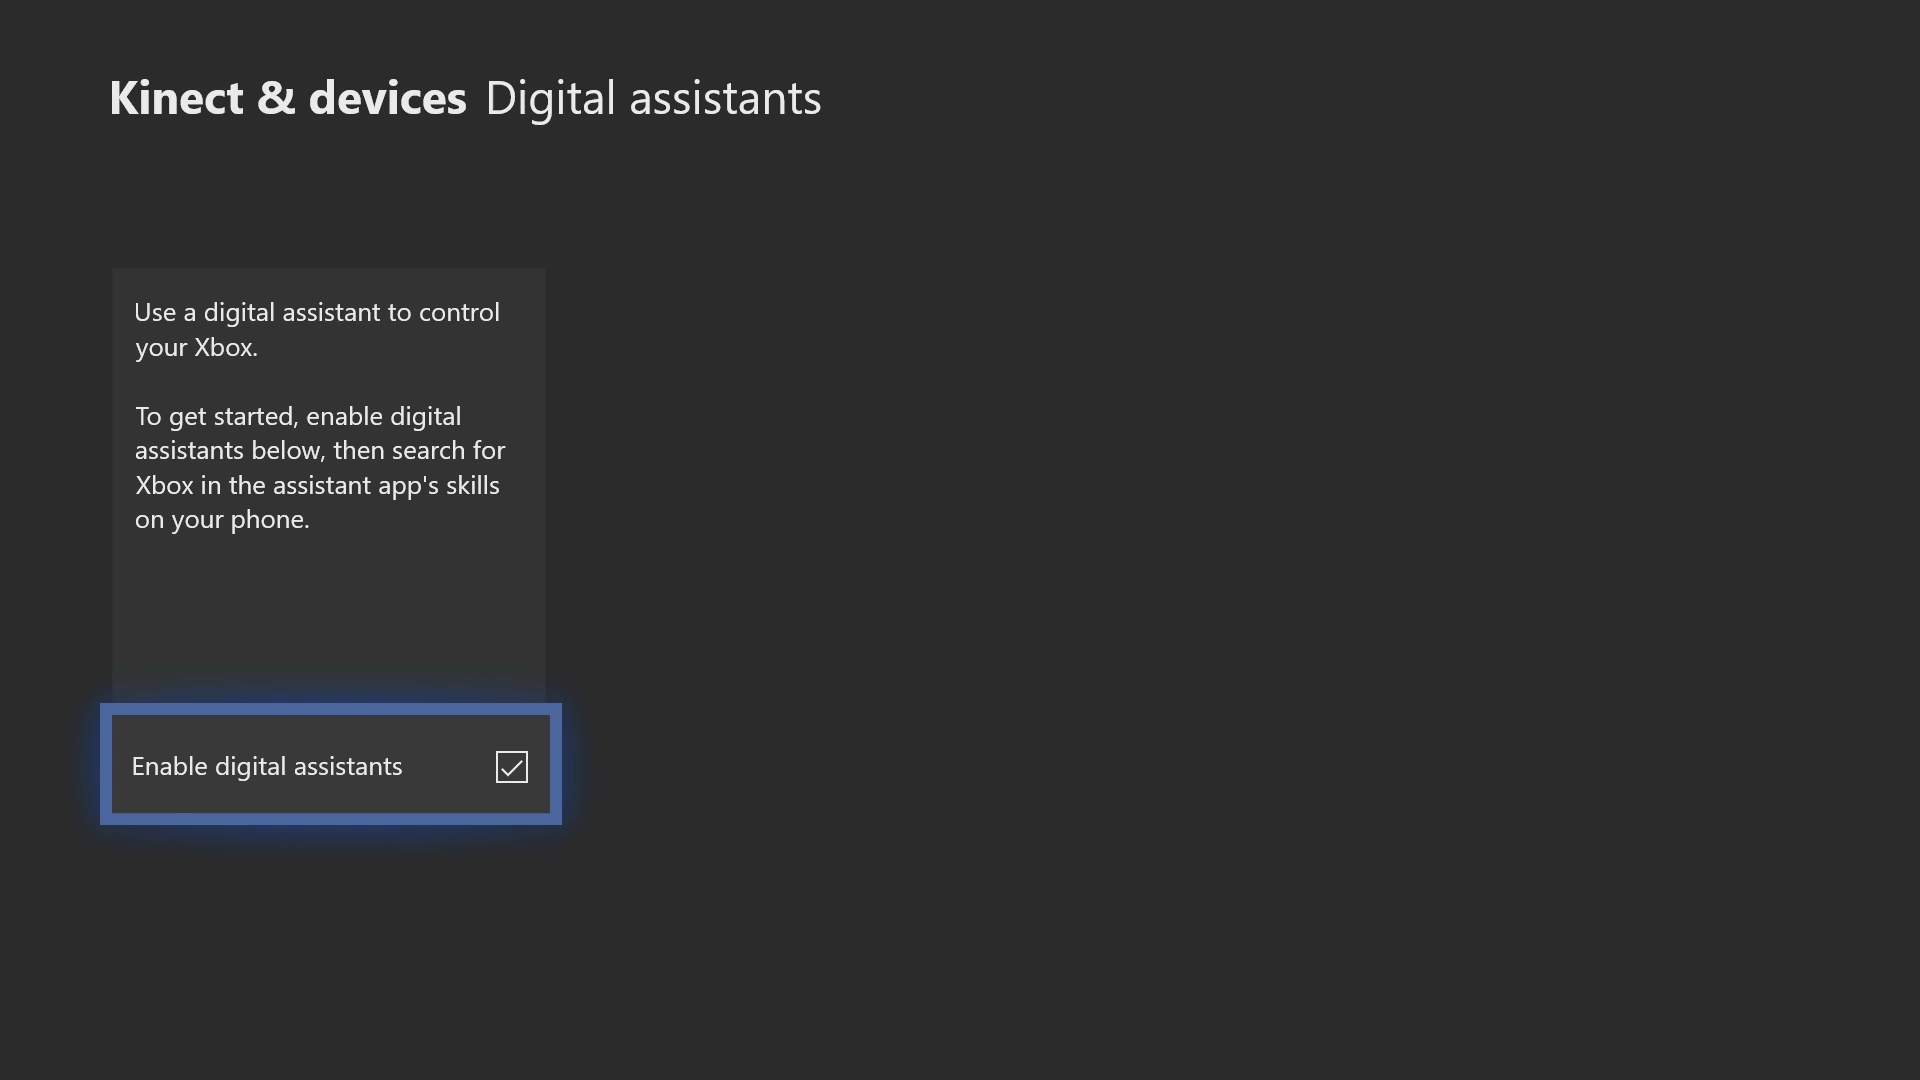 Kinect & devices Digital assistants
Use a digital assistant to control
your Xbox.
To get started, enable digital
assistants below, then search for
Xbox in the assistant app's skills
on your phone.
Enable digital assistants